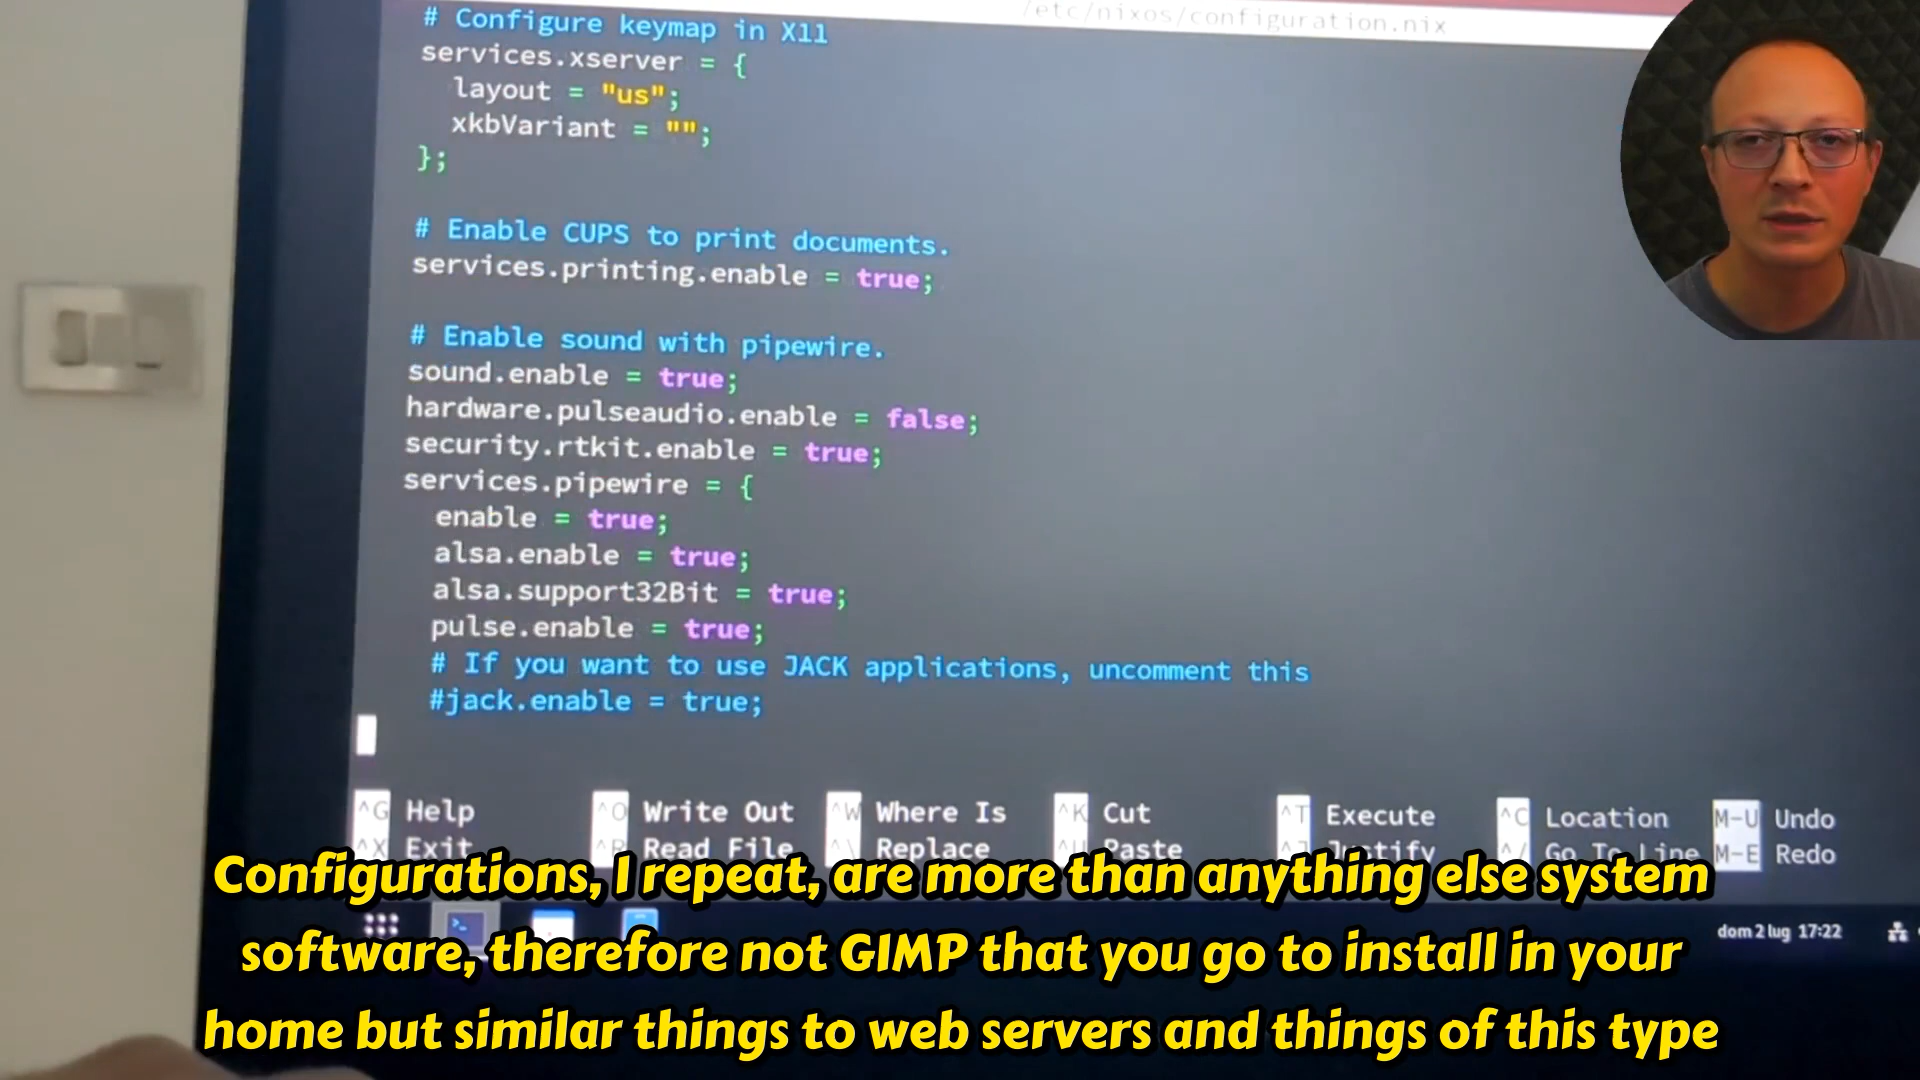 /etc/nixos/configuration.nix
# Configure keymap in X11
services.xserver = {
layout = "us";
xkbVariant = "";
};
# Enable CUPS to print documents.
services.printing.enable = true;
# Enable sound with pipewire.
sound.enable = true;
hardware.pulseaudio.enable = false;
security.rtkit.enable = true;
services.pipewire = {
enable = true;
alsa.enable = true;
alsa.support32Bit = true;
pulse.enable = true;
# If you want to use JACK applications, uncomment this
#jack.enable = true;
^G Help ^O Write Out ^W Where Is ^K Cut ^T Execute ^C Location M-U Undo
^X Exit ^R Read File ^\ Replace ^U Paste ^J Justify ^/ Go To Line M-E Redo
Configurations, I repeat, are more than anything else system
software, therefore not GIMP that you go to install in your
home but similar things to web servers and things of this type
dom 2 lug 17:22